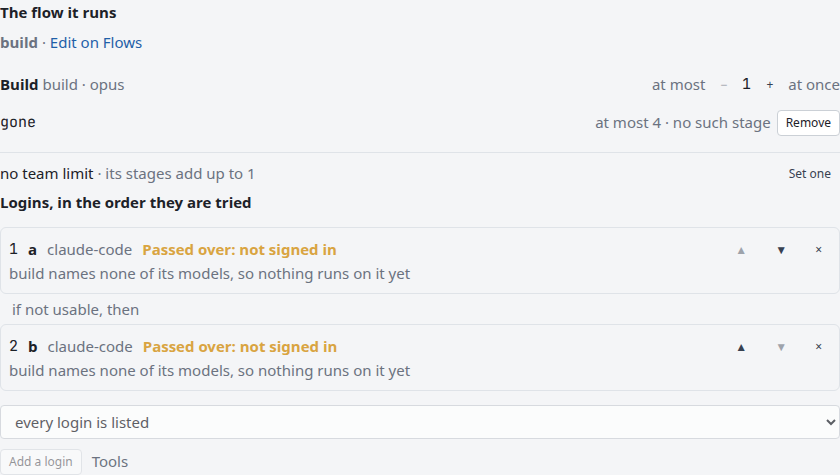 The flow it runs
build · Edit on Flows
Build build · opus at most − 1 + at once
gone at most 4 · no such stage Remove
no team limit · its stages add up to 1 Set one
Logins, in the order they are tried
1 a claude-code Passed over: not signed in ▲ ▼ ×
build names none of its models, so nothing runs on it yet
if not usable, then
2 b claude-code Passed over: not signed in ▲ ▼ ×
build names none of its models, so nothing runs on it yet
every login is listed
Add a login Tools